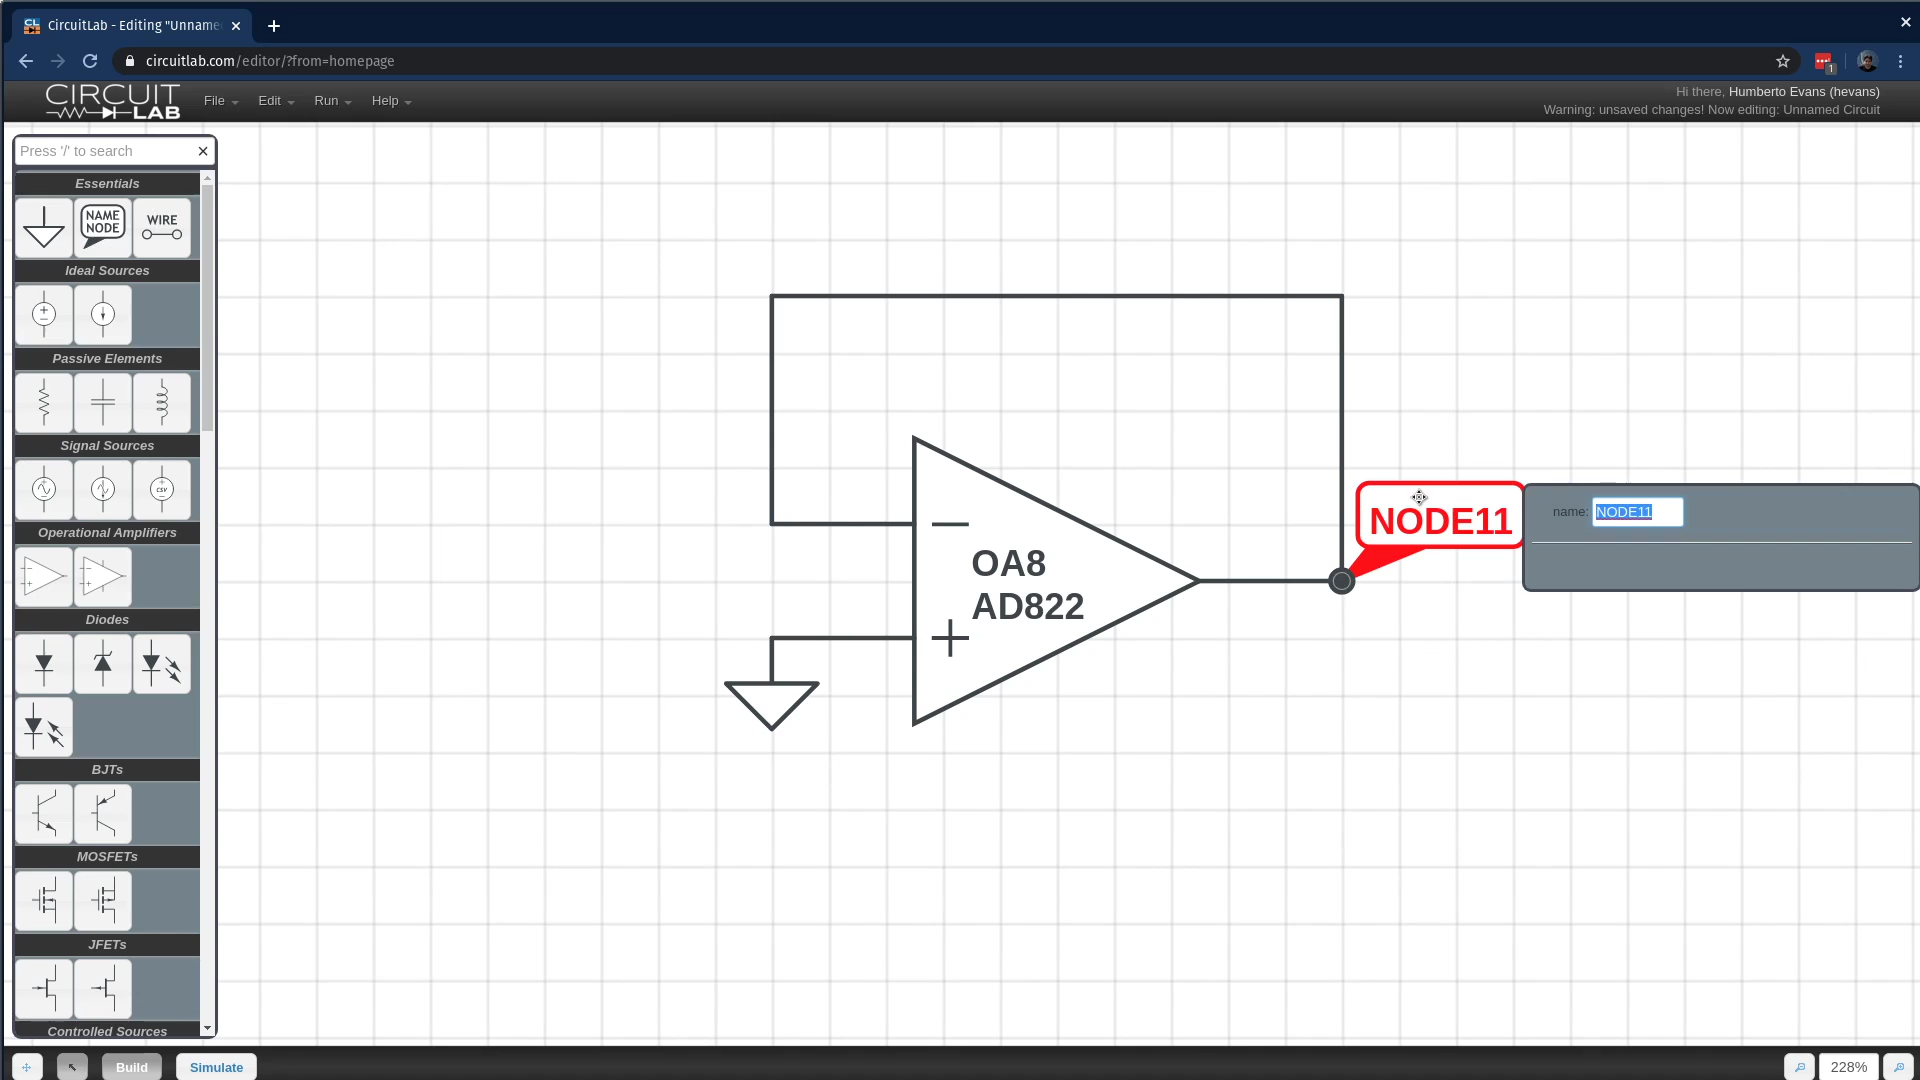 CircuitLab - Editing "Unname
circuitlab.com/editor/?from=homepage
1
CIRCUIT
LAB
File
Edit
Run
Help
Hi there, Humberto Evans (hevans)
Warning: unsaved changes! Now editing: Unnamed Circuit
Press '/' to search
Essentials
NAME
NODE
WIRE
Ideal Sources
Passive Elements
Signal Sources
CSV
Operational Amplifiers
Diodes
BJTs
MOSFETs
JFETs
Controlled Sources
OA8
AD822
NODE11
name: NODE11
Build
Simulate
228%